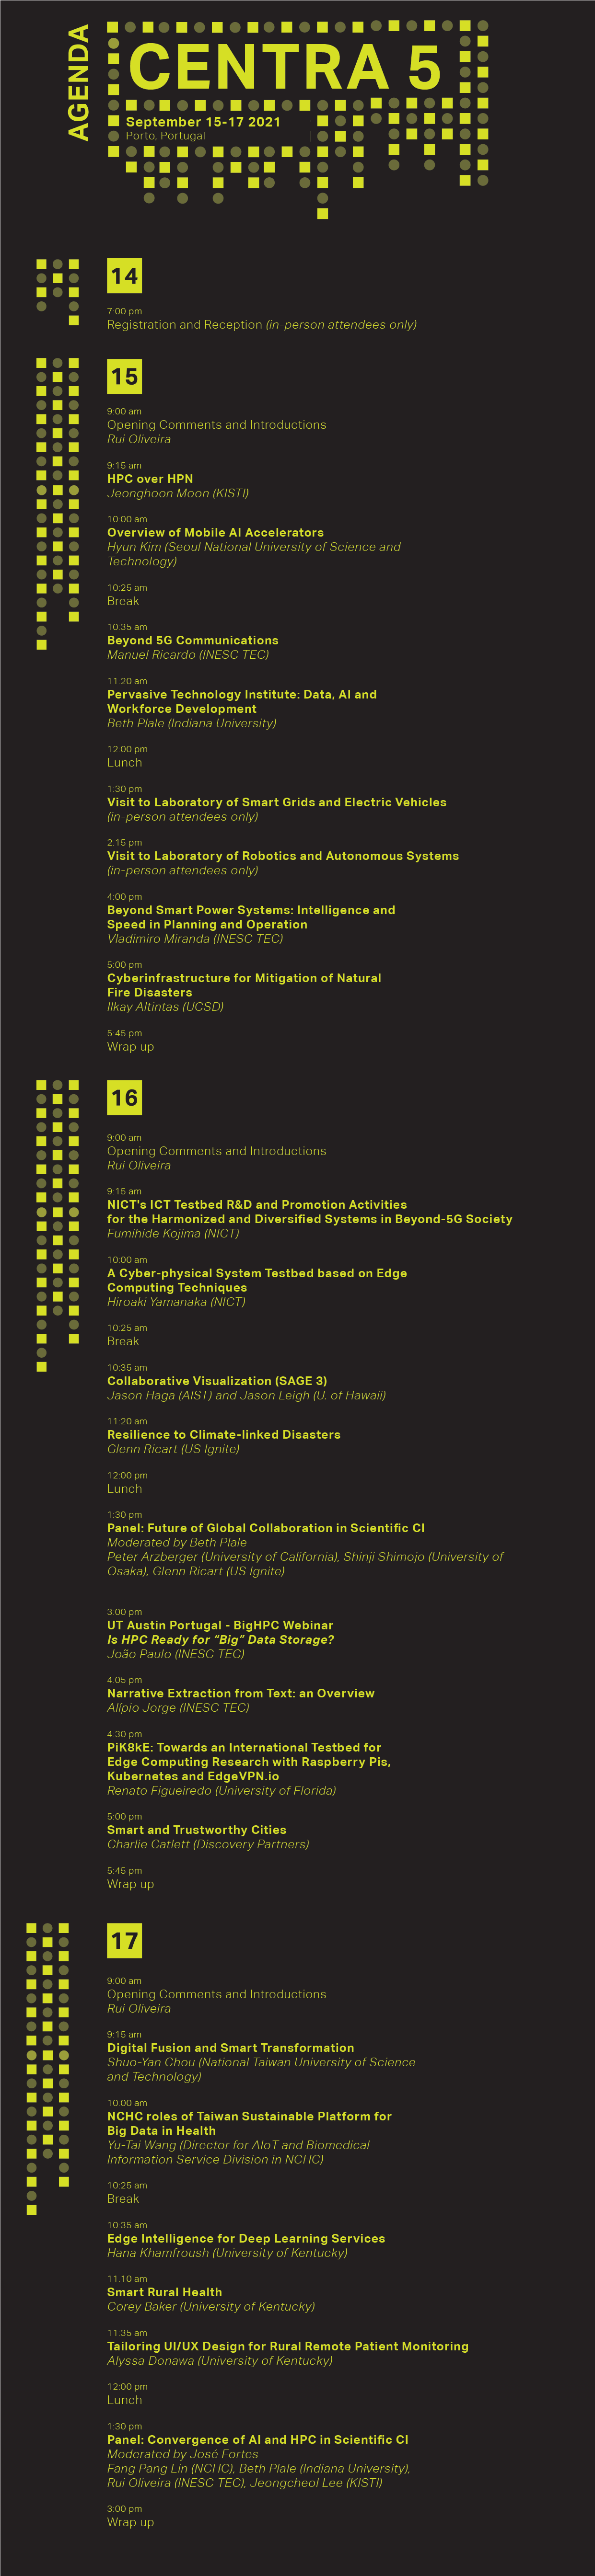 AGENDA
CENTRA 5
September 15-17 2021
Porto, Portugal
14
7:00 pm
Registration and Reception (in-person attendees only)
15
9:00 am
Opening Comments and Introductions
Rui Oliveira
9:15 am
HPC over HPN
Jeonghoon Moon (KISTI)
10:00 am
Overview of Mobile AI Accelerators
Hyun Kim (Seoul National University of Science and
Technology)
10:25 am
Break
10:35 am
Beyond 5G Communications
Manuel Ricardo (INESC TEC)
11:20 am
Pervasive Technology Institute: Data, AI and
Workforce Development
Beth Plale (Indiana University)
12:00 pm
Lunch
1:30 pm
Visit to Laboratory of Smart Grids and Electric Vehicles
(in-person attendees only)
2.15 pm
Visit to Laboratory of Robotics and Autonomous Systems
(in-person attendees only)
4:00 pm
Beyond Smart Power Systems: Intelligence and
Speed in Planning and Operation
Vladimiro Miranda (INESC TEC)
5:00 pm
Cyberinfrastructure for Mitigation of Natural
Fire Disasters
Ilkay Altintas (UCSD)
5:45 pm
Wrap up
16
9:00 am
Opening Comments and Introductions
Rui Oliveira
9:15 am
NICT's ICT Testbed R&D and Promotion Activities
for the Harmonized and Diversified Systems in Beyond-5G Society
Fumihide Kojima (NICT)
10:00 am
A Cyber-physical System Testbed based on Edge
Computing Techniques
Hiroaki Yamanaka (NICT)
10:25 am
Break
10:35 am
Collaborative Visualization (SAGE 3)
Jason Haga (AIST) and Jason Leigh (U. of Hawaii)
11:20 am
Resilience to Climate-linked Disasters
Glenn Ricart (US Ignite)
12:00 pm
Lunch
1:30 pm
Panel: Future of Global Collaboration in Scientific CI
Moderated by Beth Plale
Peter Arzberger (University of California), Shinji Shimojo (University of
Osaka), Glenn Ricart (US Ignite)
3:00 pm
UT Austin Portugal - BigHPC Webinar
Is HPC Ready for “Big” Data Storage?
João Paulo (INESC TEC)
4.05 pm
Narrative Extraction from Text: an Overview
Alípio Jorge (INESC TEC)
4:30 pm
PiK8kE: Towards an International Testbed for
Edge Computing Research with Raspberry Pis,
Kubernetes and EdgeVPN.io
Renato Figueiredo (University of Florida)
5:00 pm
Smart and Trustworthy Cities
Charlie Catlett (Discovery Partners)
5:45 pm
Wrap up
17
9:00 am
Opening Comments and Introductions
Rui Oliveira
9:15 am
Digital Fusion and Smart Transformation
Shuo-Yan Chou (National Taiwan University of Science
and Technology)
10:00 am
NCHC roles of Taiwan Sustainable Platform for
Big Data in Health
Yu-Tai Wang (Director for AIoT and Biomedical
Information Service Division in NCHC)
10:25 am
Break
10:35 am
Edge Intelligence for Deep Learning Services
Hana Khamfroush (University of Kentucky)
11.10 am
Smart Rural Health
Corey Baker (University of Kentucky)
11:35 am
Tailoring UI/UX Design for Rural Remote Patient Monitoring
Alyssa Donawa (University of Kentucky)
12:00 pm
Lunch
1:30 pm
Panel: Convergence of AI and HPC in Scientific CI
Moderated by José Fortes
Fang Pang Lin (NCHC), Beth Plale (Indiana University),
Rui Oliveira (INESC TEC), Jeongcheol Lee (KISTI)
3:00 pm
Wrap up